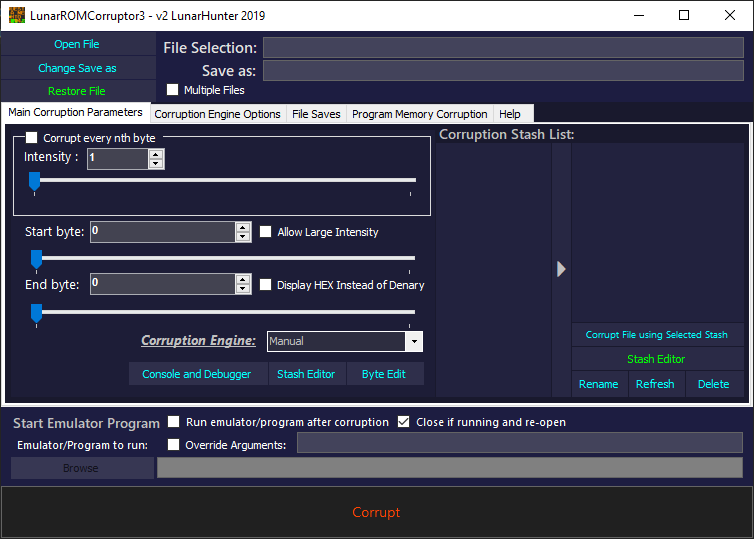 LunarROMCorruptor3 - v2 LunarHunter 2019
Open File
File Selection:
Change Save as
Save as:
Restore File
Multiple Files
Main Corruption Parameters
Corruption Engine Options
File Saves
Program Memory Corruption
Help
Corrupt every nth byte
Intensity :
1
Start byte:
0
Allow Large Intensity
End byte:
0
Display HEX Instead of Denary
Corruption Engine:
Manual
Console and Debugger
Stash Editor
Byte Edit
Corruption Stash List:
Corrupt File using Selected Stash
Stash Editor
Rename
Refresh
Delete
Start Emulator Program
Run emulator/program after corruption
Close if running and re-open
Emulator/Program to run:
Override Arguments:
Browse
Corrupt